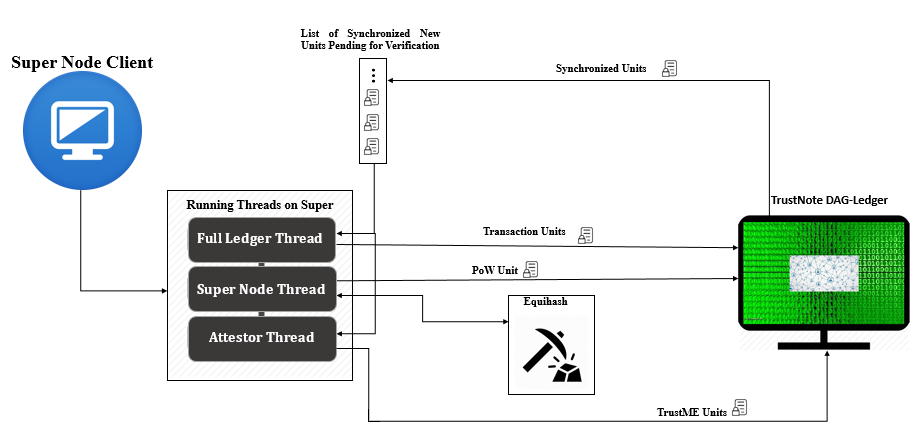 List of Synchronized New
Units Pending for Verification
Synchronized Units
Super Node Client
TrustNote DAG-Ledger
Running Threads on Super
Full Ledger Thread
Transaction Units
PoW Unit
Super Node Thread
Equihash
Attestor Thread
TrustME Units